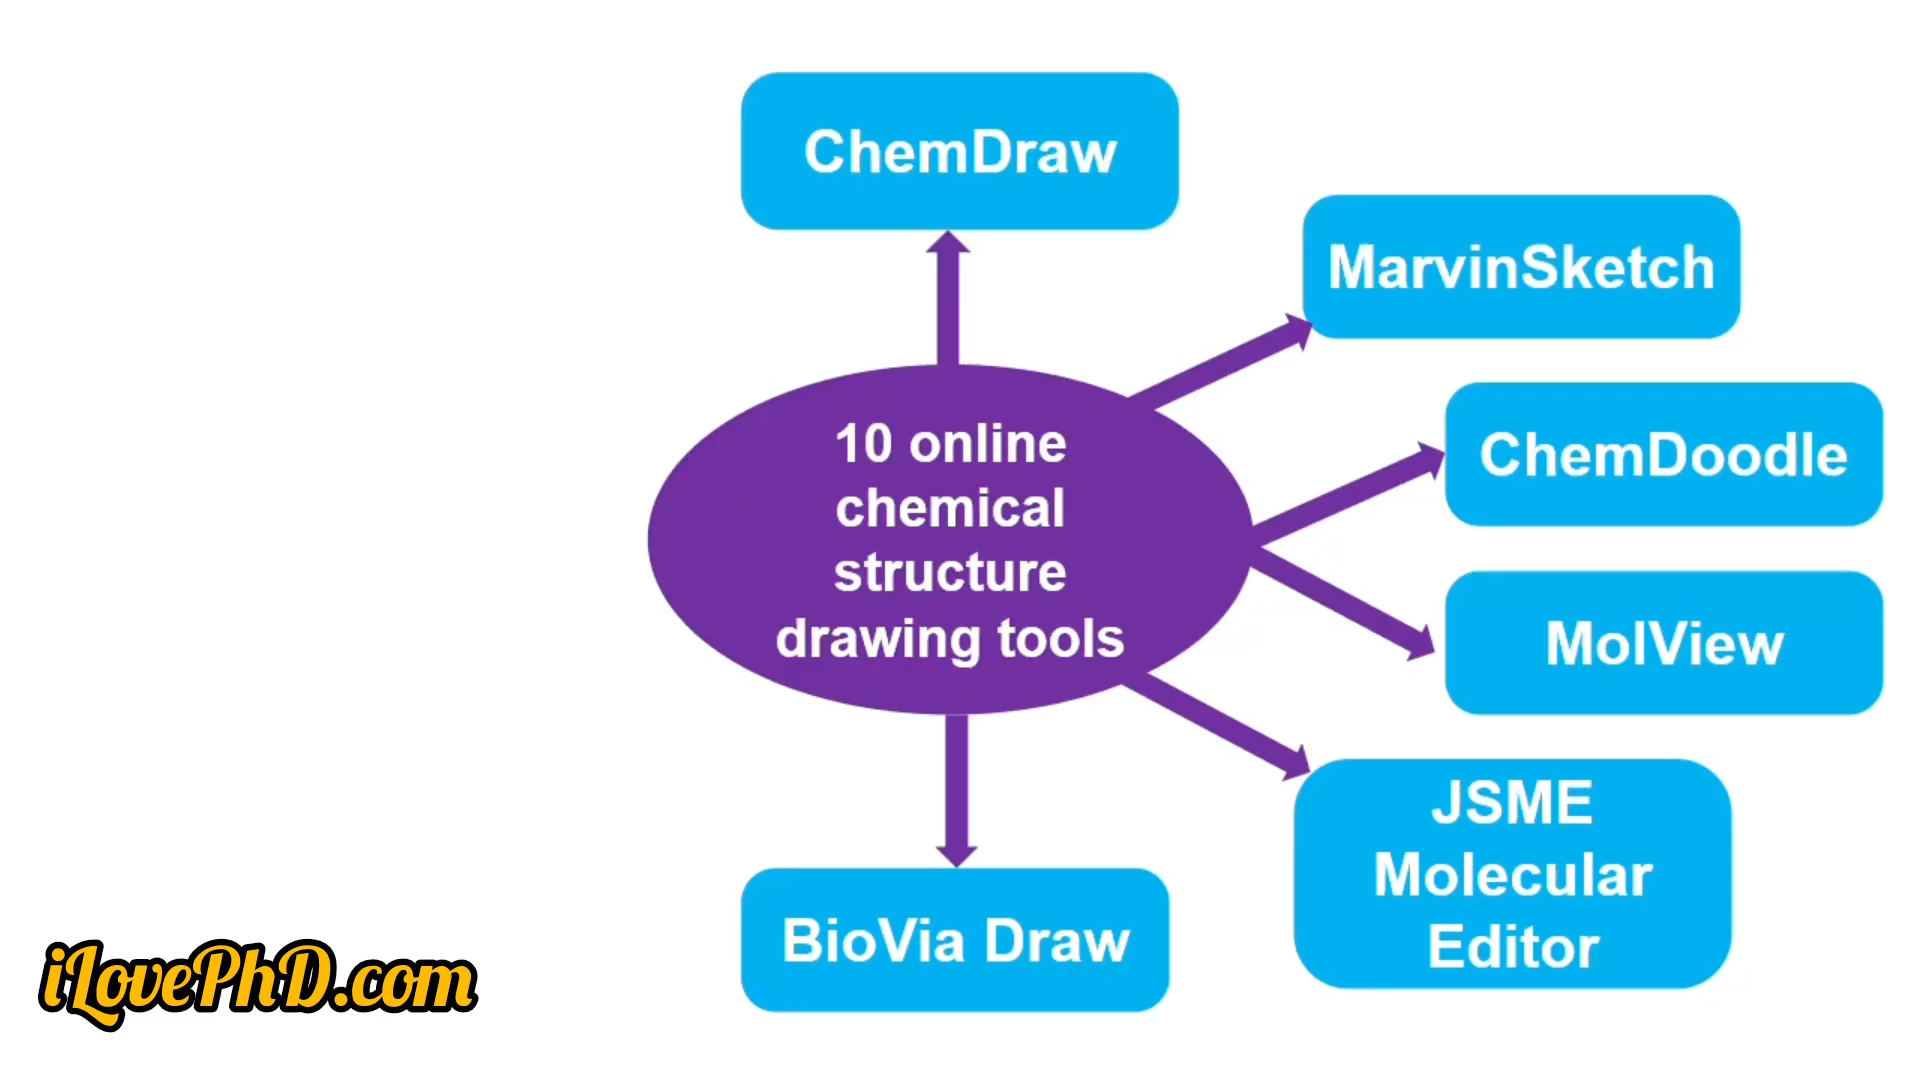 ChemDraw
MarvinSketch
10 online
chemical
structure
drawing tools
ChemDoodle
MolView
JSME
Molecular
Editor
BioVia Draw
iLovePhD.com